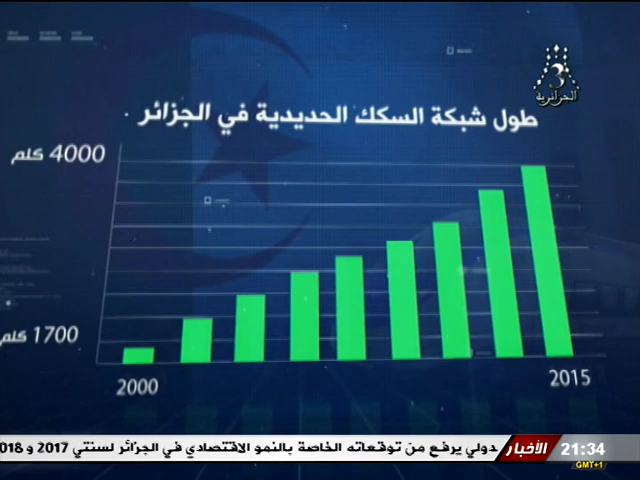 3
الجزائرية
طول شبكة السكك الحديدية في الجزائر
4000 كلم
1700 كلم
2000
2015
الأخبار
دولي يرفع من توقعاته الخاصة بالنمو الاقتصادي في الجزائر لسنتي 2017 و 2018
21:34
GMT+1